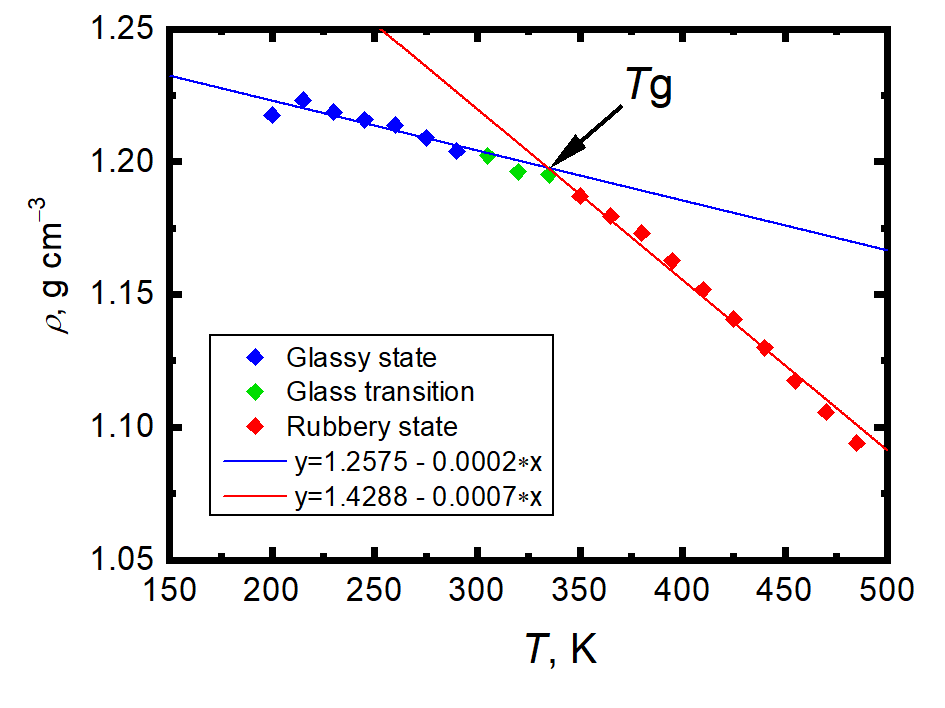 1.25
1.20
1.15
1.10
1.05
ρ, g cm⁻³
Tg
Glassy state
Glass transition
Rubbery state
y=1.2575 - 0.0002*x
y=1.4288 - 0.0007*x
150 200 250 300 350 400 450 500
T, K